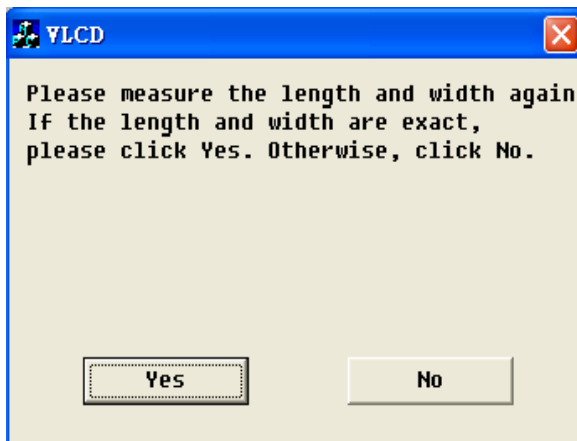 VLCD
Please measure the length and width again
If the length and width are exact,
please click Yes. Otherwise, click No.
Yes
No